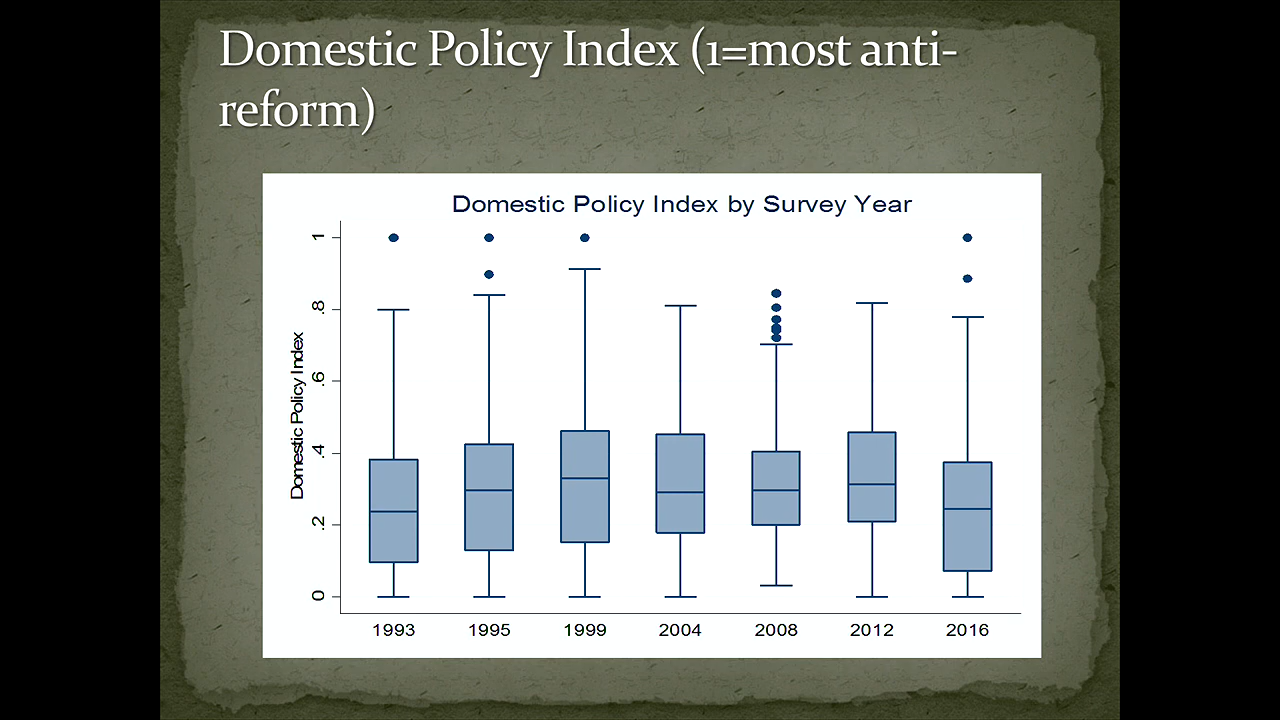 Domestic Policy Index (1=most anti-
reform)
Domestic Policy Index by Survey Year
Domestic Policy Index
1
.8
.6
.4
.2
0
1993 1995 1999 2004 2008 2012 2016